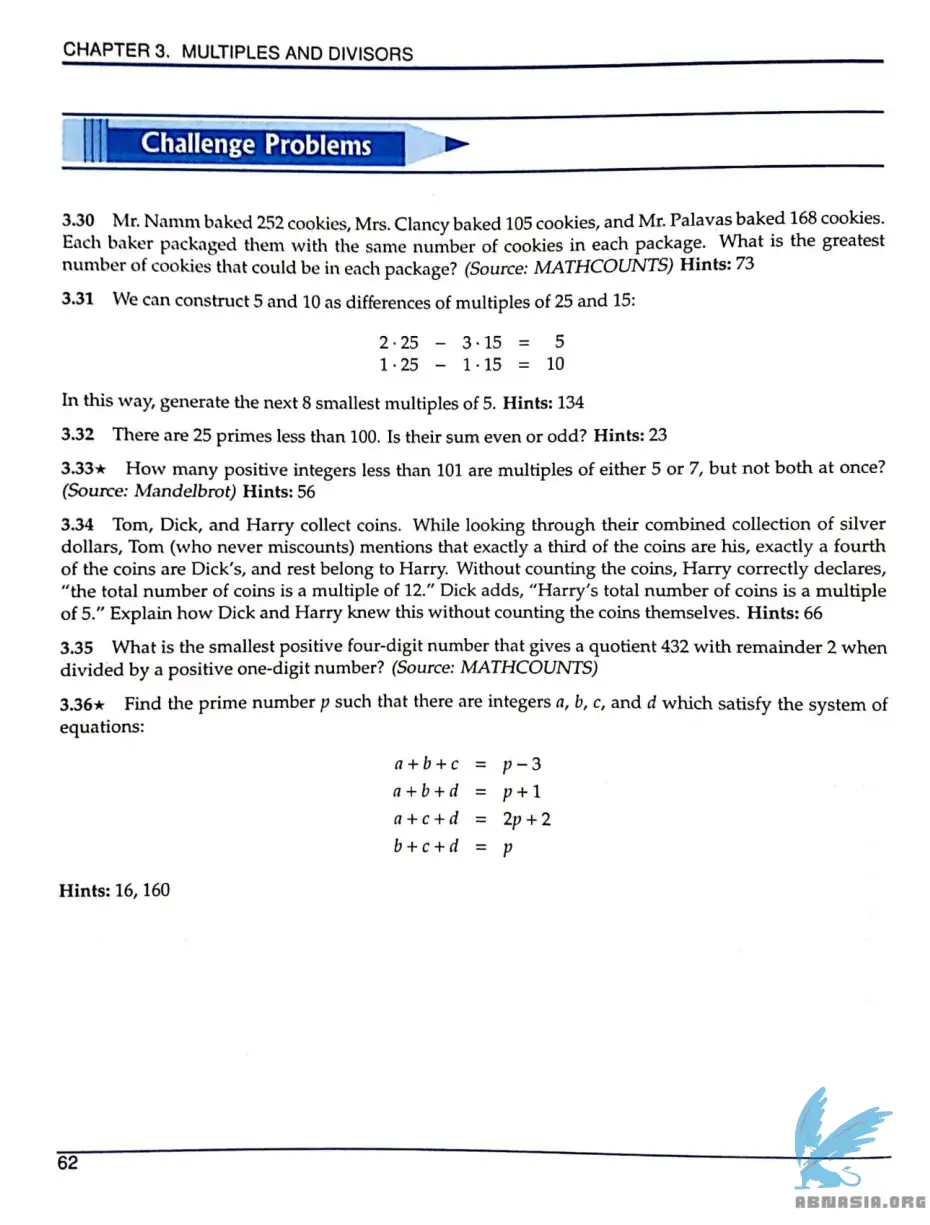 CHAPTER 3. MULTIPLES AND DIVISORS
Challenge Problems
3.30 Mr. Namm baked 252 cookies, Mrs. Clancy baked 105 cookies, and Mr. Palavas baked 168 cookies.
Each baker packaged them with the same number of cookies in each package. What is the greatest
number of cookies that could be in each package? (Source: MATHCOUNTS) Hints: 73
3.31 We can construct 5 and 10 as differences of multiples of 25 and 15:
2 · 25 − 3 · 15 = 5
1 · 25 − 1 · 15 = 10
In this way, generate the next 8 smallest multiples of 5. Hints: 134
3.32 There are 25 primes less than 100. Is their sum even or odd? Hints: 23
3.33★ How many positive integers less than 101 are multiples of either 5 or 7, but not both at once?
(Source: Mandelbrot) Hints: 56
3.34 Tom, Dick, and Harry collect coins. While looking through their combined collection of silver
dollars, Tom (who never miscounts) mentions that exactly a third of the coins are his, exactly a fourth
of the coins are Dick's, and rest belong to Harry. Without counting the coins, Harry correctly declares,
"the total number of coins is a multiple of 12." Dick adds, "Harry's total number of coins is a multiple
of 5." Explain how Dick and Harry knew this without counting the coins themselves. Hints: 66
3.35 What is the smallest positive four-digit number that gives a quotient 432 with remainder 2 when
divided by a positive one-digit number? (Source: MATHCOUNTS)
3.36★ Find the prime number p such that there are integers a, b, c, and d which satisfy the system of
equations:
a + b + c = p − 3
a + b + d = p + 1
a + c + d = 2p + 2
b + c + d = p
Hints: 16, 160
62
ABNASIA.ORG